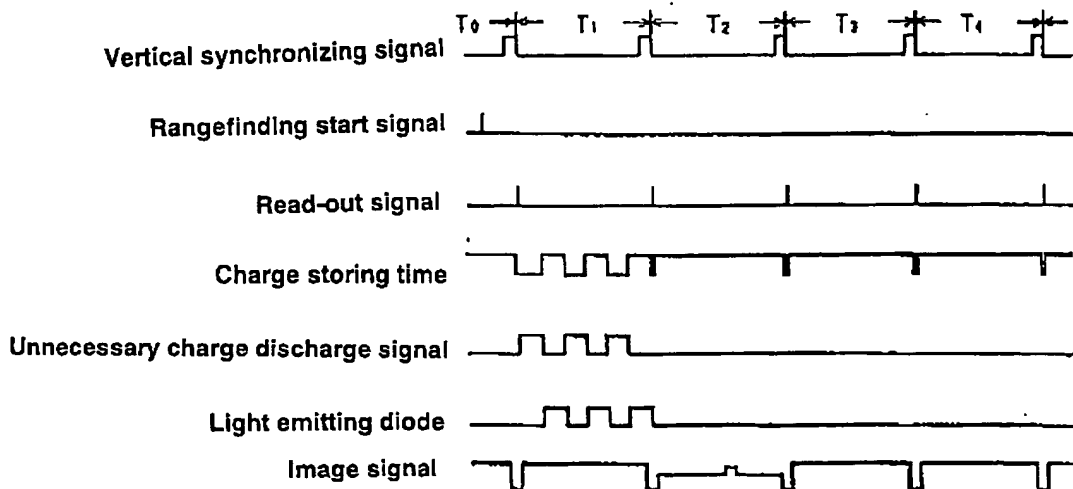 T₀ T₁ T₂ T₃ T₄
Vertical synchronizing signal
Rangefinding start signal
Read-out signal
Charge storing time
Unnecessary charge discharge signal
Light emitting diode
Image signal